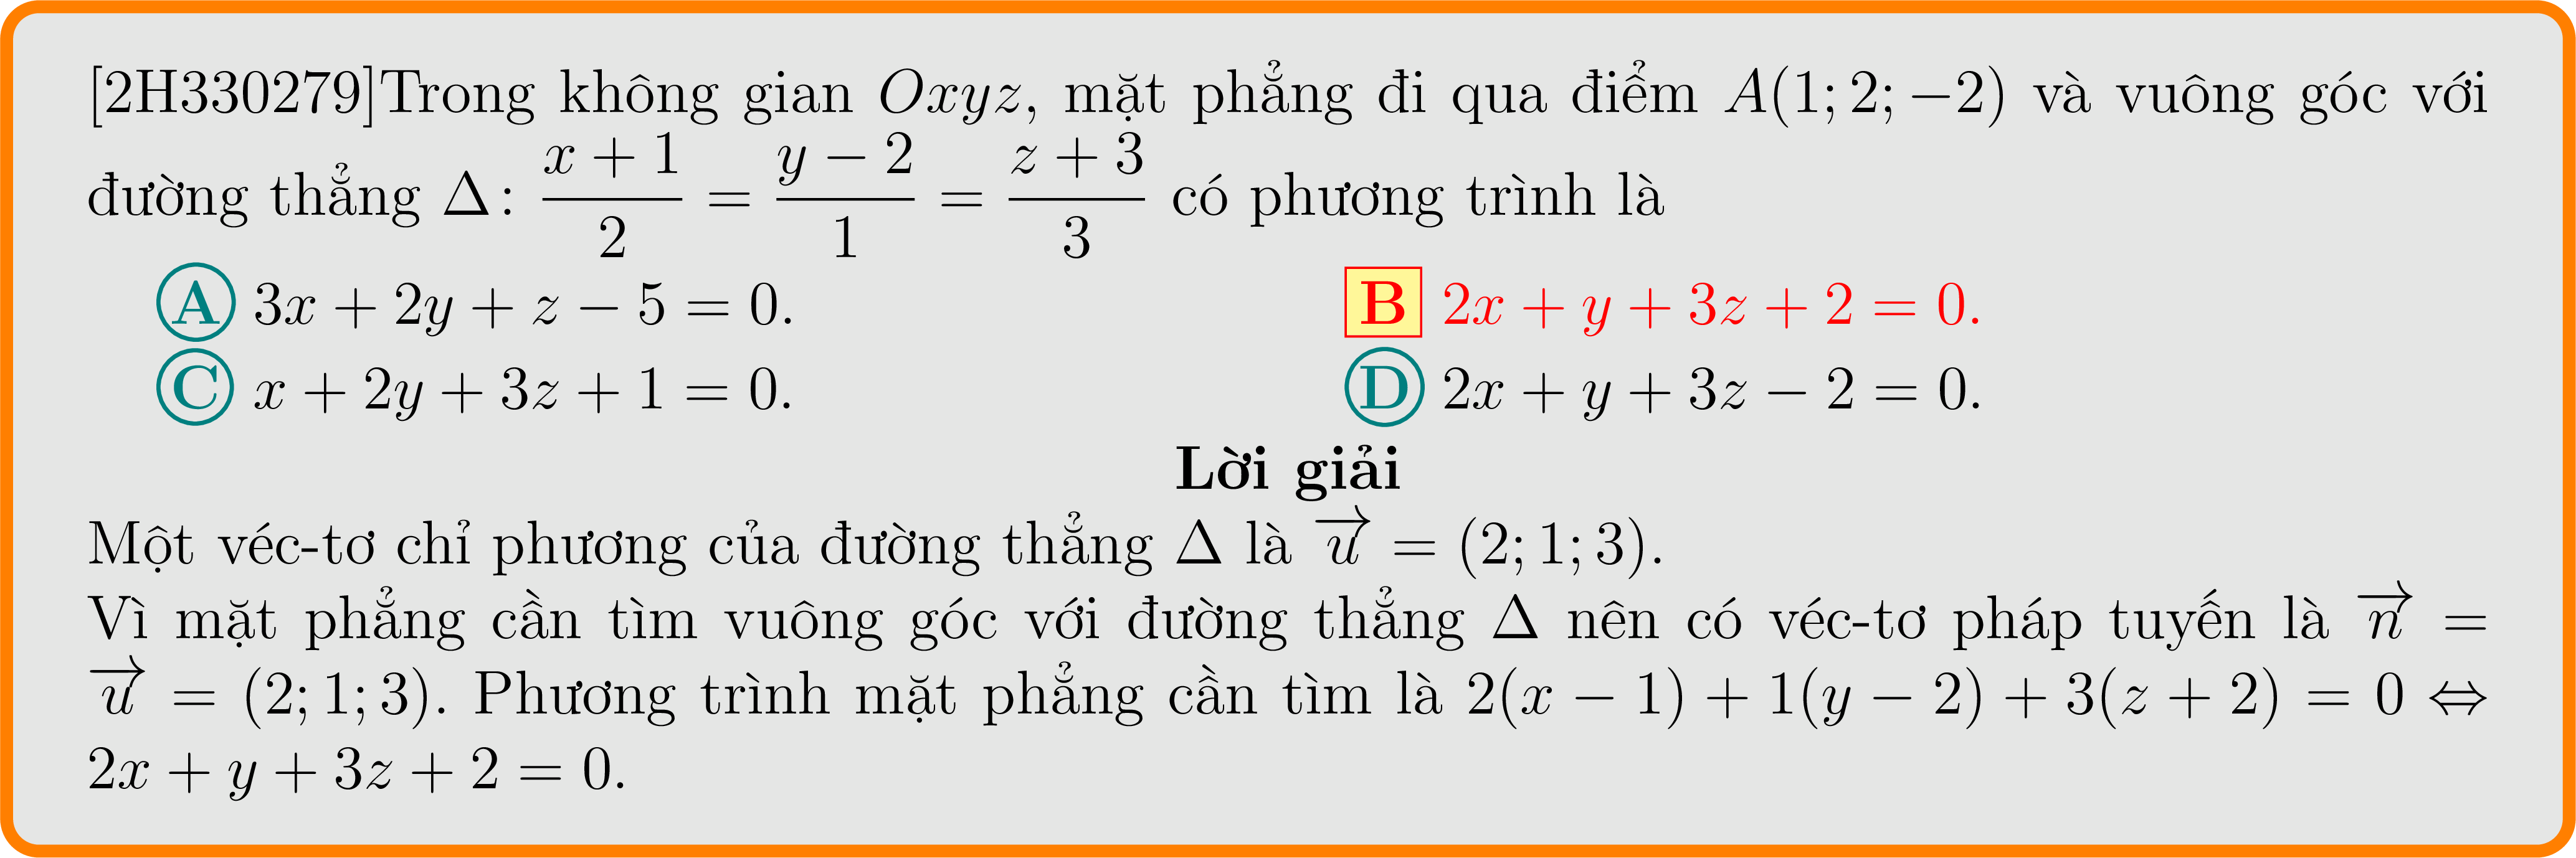 [2H330279]Trong không gian $Oxyz$, mặt phẳng đi qua điểm $A(1; 2; -2)$ và vuông góc với
đường thẳng $\Delta: \dfrac{x+1}{2} = \dfrac{y-2}{1} = \dfrac{z+3}{3}$ có phương trình là
A $3x + 2y + z - 5 = 0$. B $2x + y + 3z + 2 = 0$.
C $x + 2y + 3z + 1 = 0$. D $2x + y + 3z - 2 = 0$.
Lời giải
Một véc-tơ chỉ phương của đường thẳng $\Delta$ là $\overrightarrow{u} = (2; 1; 3)$.
Vì mặt phẳng cần tìm vuông góc với đường thẳng $\Delta$ nên có véc-tơ pháp tuyến là $\overrightarrow{n} =$
$\overrightarrow{u} = (2; 1; 3)$. Phương trình mặt phẳng cần tìm là $2(x - 1) + 1(y - 2) + 3(z + 2) = 0 \Leftrightarrow$
$2x + y + 3z + 2 = 0$.